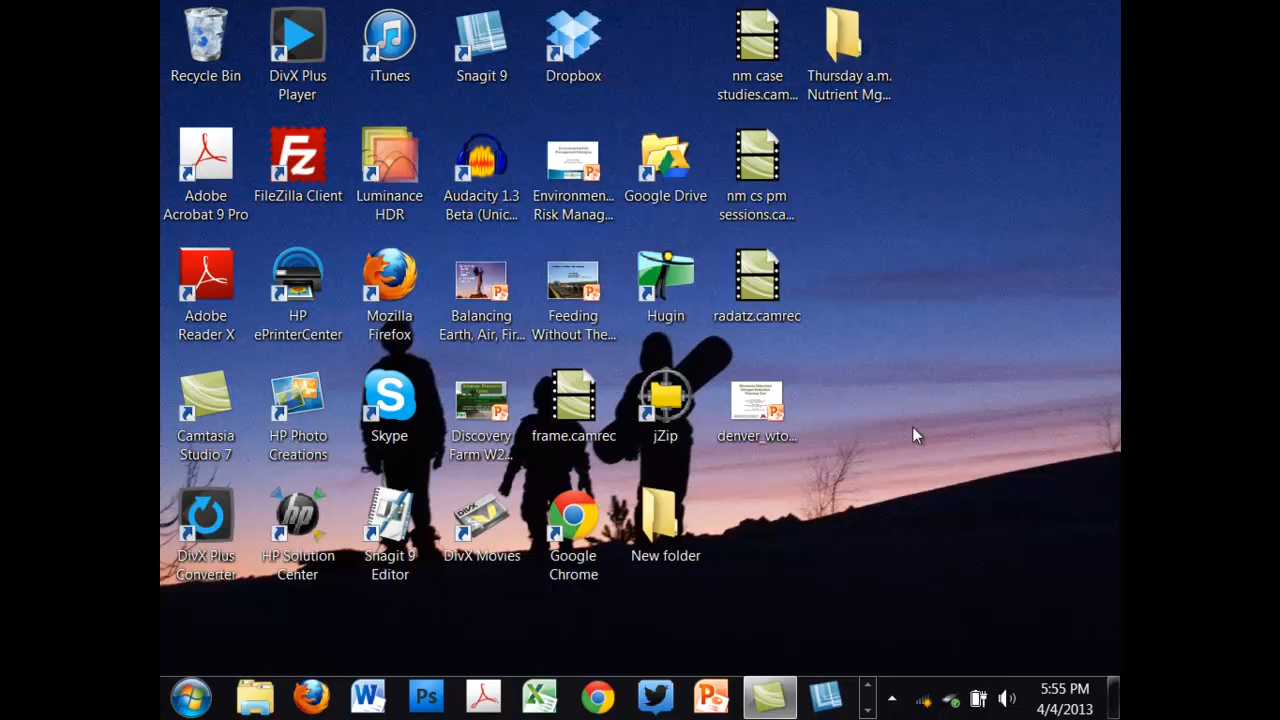 Recycle Bin
DivX Plus
Player
iTunes
Snagit 9
Dropbox
nm case
studies.cam...
Thursday a.m.
Nutrient Mg...
Adobe
Acrobat 9 Pro
FileZilla Client
Luminance
HDR
Audacity 1.3
Beta (Unic...
Environmen...
Risk Manag...
Google Drive
nm cs pm
sessions.ca...
Adobe
Reader X
HP
ePrinterCenter
Mozilla
Firefox
Balancing
Earth, Air, Fir...
Feeding
Without The...
Hugin
radatz.camrec
Camtasia
Studio 7
HP Photo
Creations
Skype
Discovery
Farm W2...
frame.camrec
jZip
denver_wto...
DivX Plus
Converter
HP Solution
Center
Snagit 9
Editor
DivX Movies
Google
Chrome
New folder
5:55 PM
4/4/2013